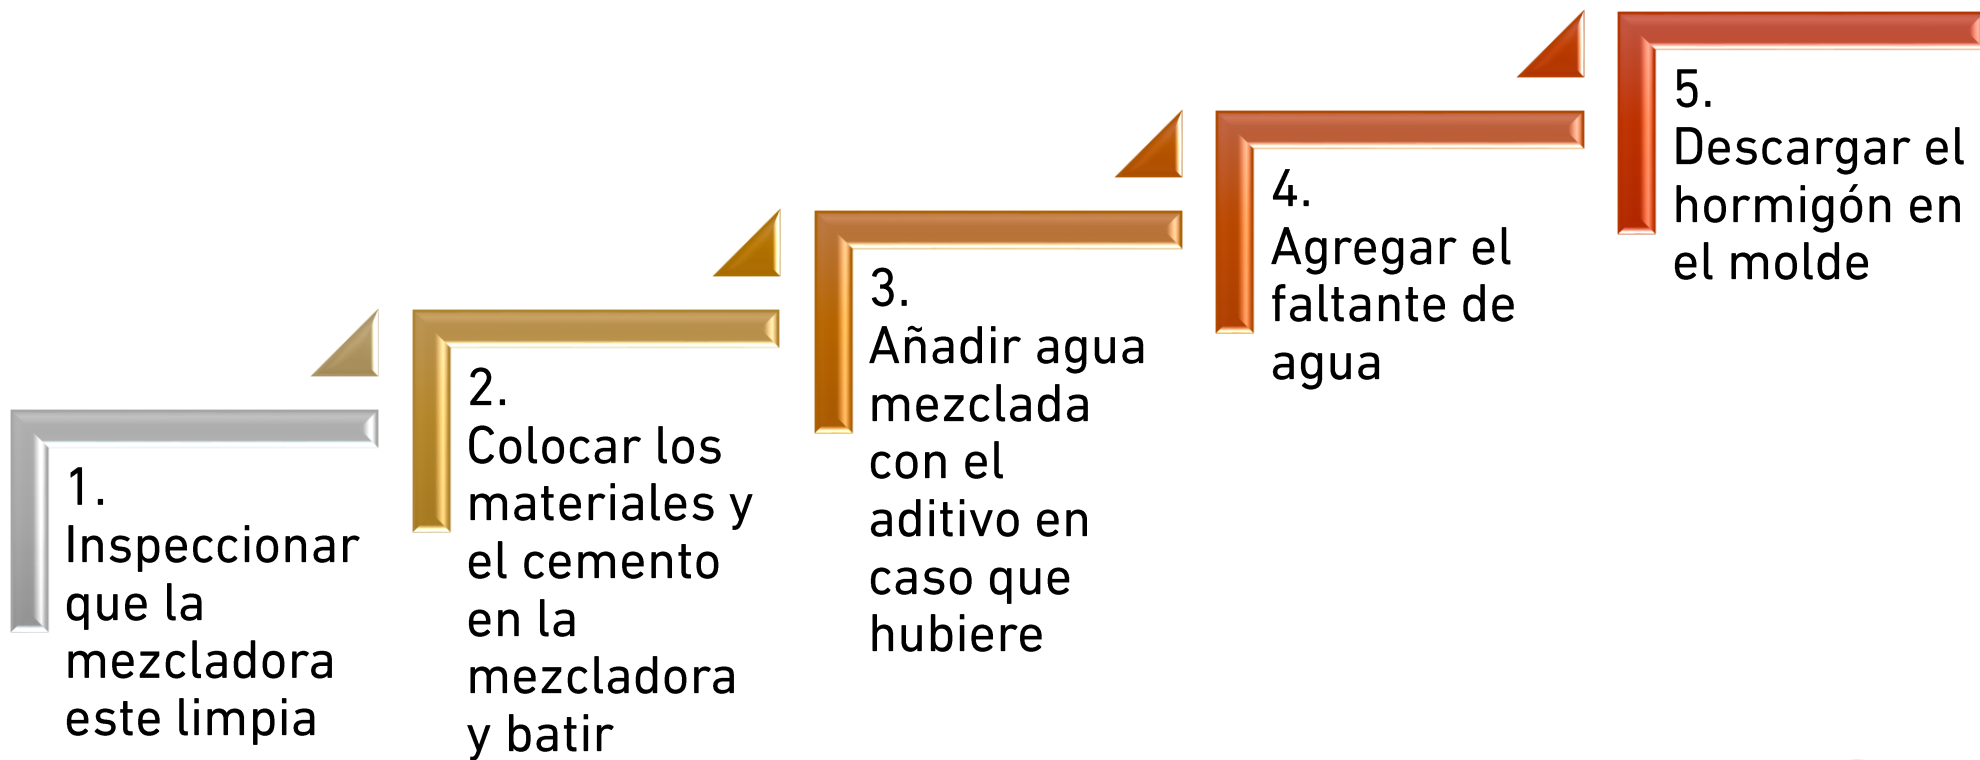 1.
Inspeccionar
que la
mezcladora
este limpia
2.
Colocar los
materiales y
el cemento
en la
mezcladora
y batir
3.
Añadir agua
mezclada
con el
aditivo en
caso que
hubiere
4.
Agregar el
faltante de
agua
5.
Descargar el
hormigón en
el molde